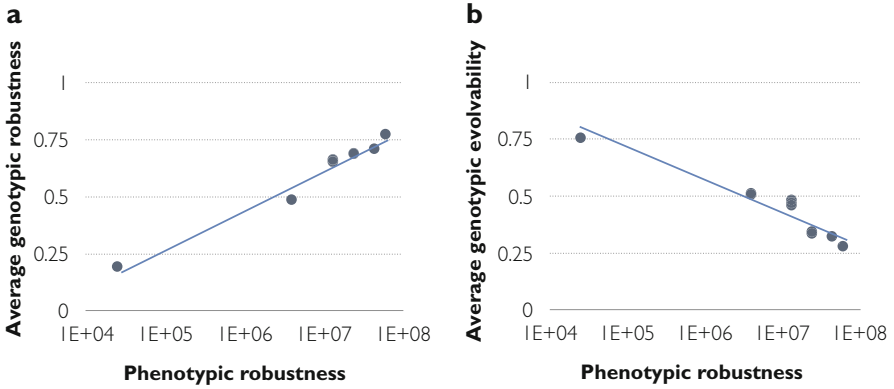 a
Average genotypic robustness
1
0.75
0.5
0.25
0
1E+04 1E+05 1E+06 1E+07 1E+08
Phenotypic robustness
b
Average genotypic evolvability
1
0.75
0.5
0.25
0
1E+04 1E+05 1E+06 1E+07 1E+08
Phenotypic robustness